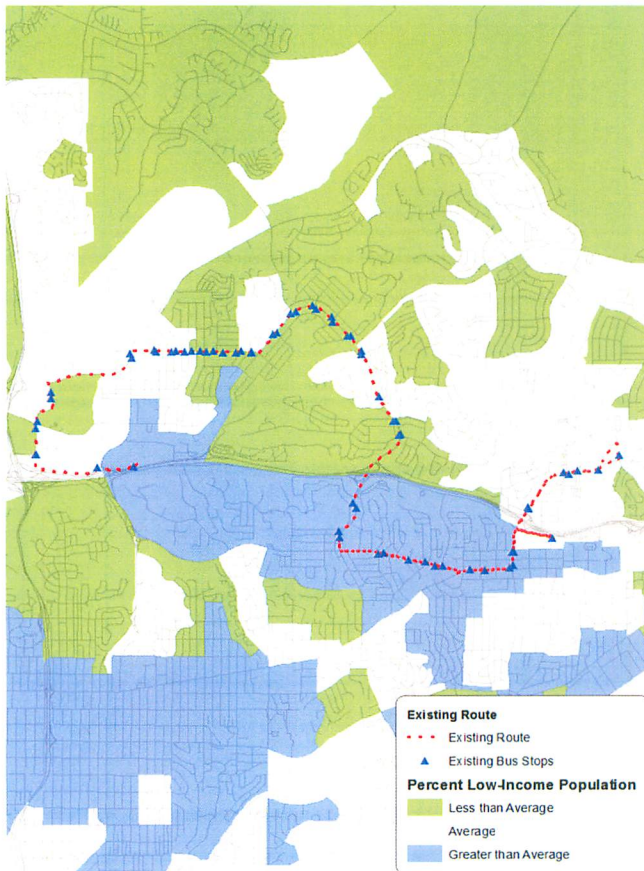 Existing Route
Existing Route
Existing Bus Stops
Percent Low-Income Population
Less than Average
Average
Greater than Average